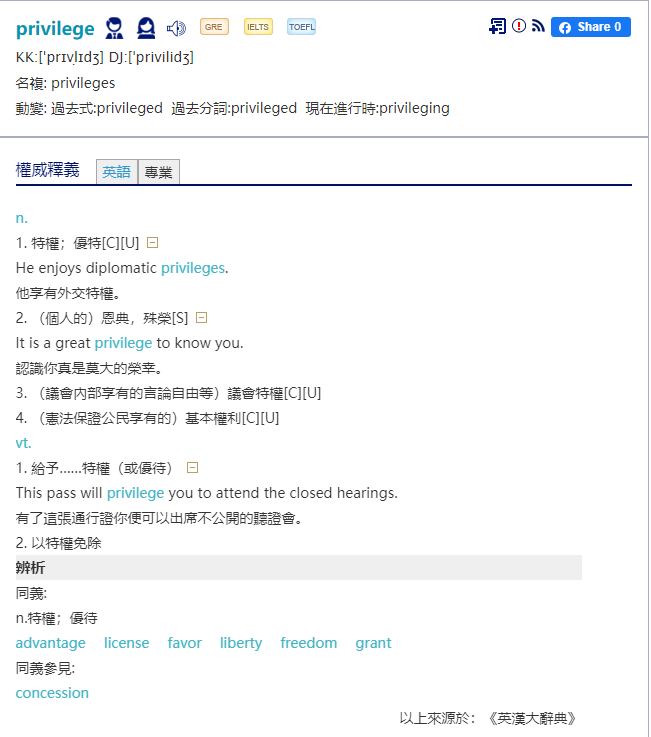 privilege GRE IELTS TOEFL Share 0
KK:[ˈprɪvḷɪdʒ] DJ:[ˈprivilidʒ]
名複: privileges
動變: 過去式:privileged 過去分詞:privileged 現在進行時:privileging
權威釋義 英語 專業
n.
1. 特權；優特[C][U]
He enjoys diplomatic privileges.
他享有外交特權。
2. （個人的）恩典，殊榮[S]
It is a great privilege to know you.
認識你真是莫大的榮幸。
3. （議會內部享有的言論自由等）議會特權[C][U]
4. （憲法保證公民享有的）基本權利[C][U]
vt.
1. 給予……特權（或優待）
This pass will privilege you to attend the closed hearings.
有了這張通行證你便可以出席不公開的聽證會。
2. 以特權免除
辨析
同義:
n.特權；優待
advantage license favor liberty freedom grant
同義參見:
concession
以上來源於：《英漢大辭典》